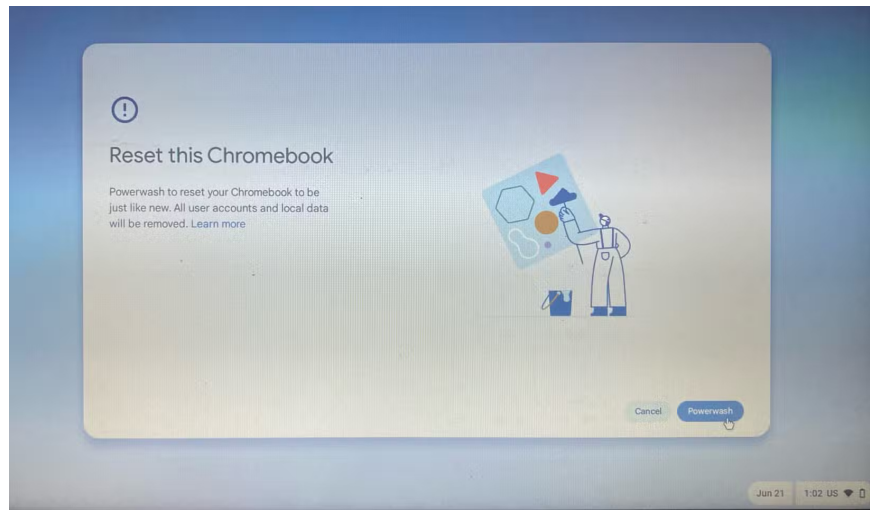 Reset this Chromebook
Powerwash to reset your Chromebook to be
just like new. All user accounts and local data
will be removed. Learn more
Cancel
Powerwash
Jun 21
1:02 US